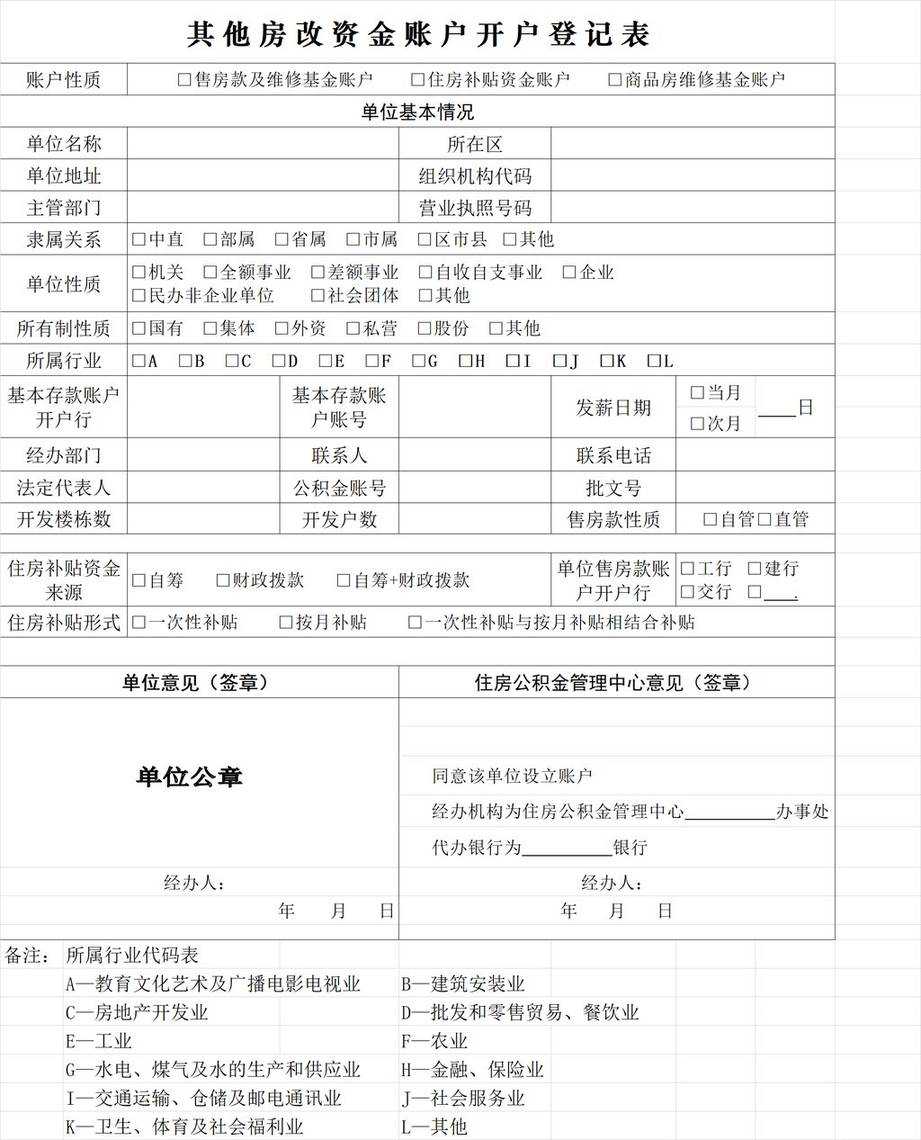 其他房改资金账户开户登记表
账户性质 □售房款及维修基金账户 □住房补贴资金账户 □商品房维修基金账户
单位基本情况
单位名称 所在区
单位地址 组织机构代码
主管部门 营业执照号码
隶属关系 □中直 □部属 □省属 □市属 □区市县 □其他
单位性质 □机关 □全额事业 □差额事业 □自收自支事业 □企业
□民办非企业单位 □社会团体 □其他
所有制性质 □国有 □集体 □外资 □私营 □股份 □其他
所属行业 □A □B □C □D □E □F □G □H □I □J □K □L
基本存款账户 基本存款账 发薪日期 □当月 ____日
开户行 户账号 □次月
经办部门 联系人 联系电话
法定代表人 公积金账号 批文号
开发楼栋数 开发户数 售房款性质 □自管□直管
住房补贴资金 □自筹 □财政拨款 □自筹+财政拨款 单位售房款账 □工行 □建行
来源 户开户行 □交行 □____.
住房补贴形式 □一次性补贴 □按月补贴 □一次性补贴与按月补贴相结合补贴
单位意见（签章） 住房公积金管理中心意见（签章）
单位公章 同意该单位设立账户
经办机构为住房公积金管理中心__________办事处
代办银行为__________银行
经办人： 经办人：
年 月 日 年 月 日
备注： 所属行业代码表
A—教育文化艺术及广播电影电视业 B—建筑安装业
C—房地产开发业 D—批发和零售贸易、餐饮业
E—工业 F—农业
G—水电、煤气及水的生产和供应业 H—金融、保险业
I—交通运输、仓储及邮电通讯业 J—社会服务业
K—卫生、体育及社会福利业 L—其他